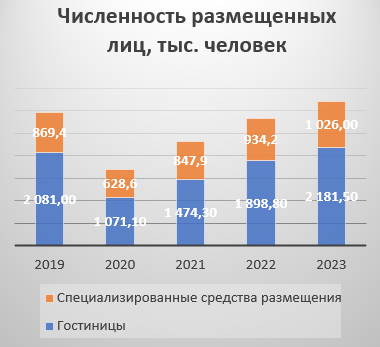 Численность размещенных
лиц, тыс. человек
869,4
628,6
847,9
934,2
1 026,00
2 081,00
1 071,10
1 474,30
1 898,80
2 181,50
2019 2020 2021 2022 2023
Специализированные средства размещения
Гостиницы